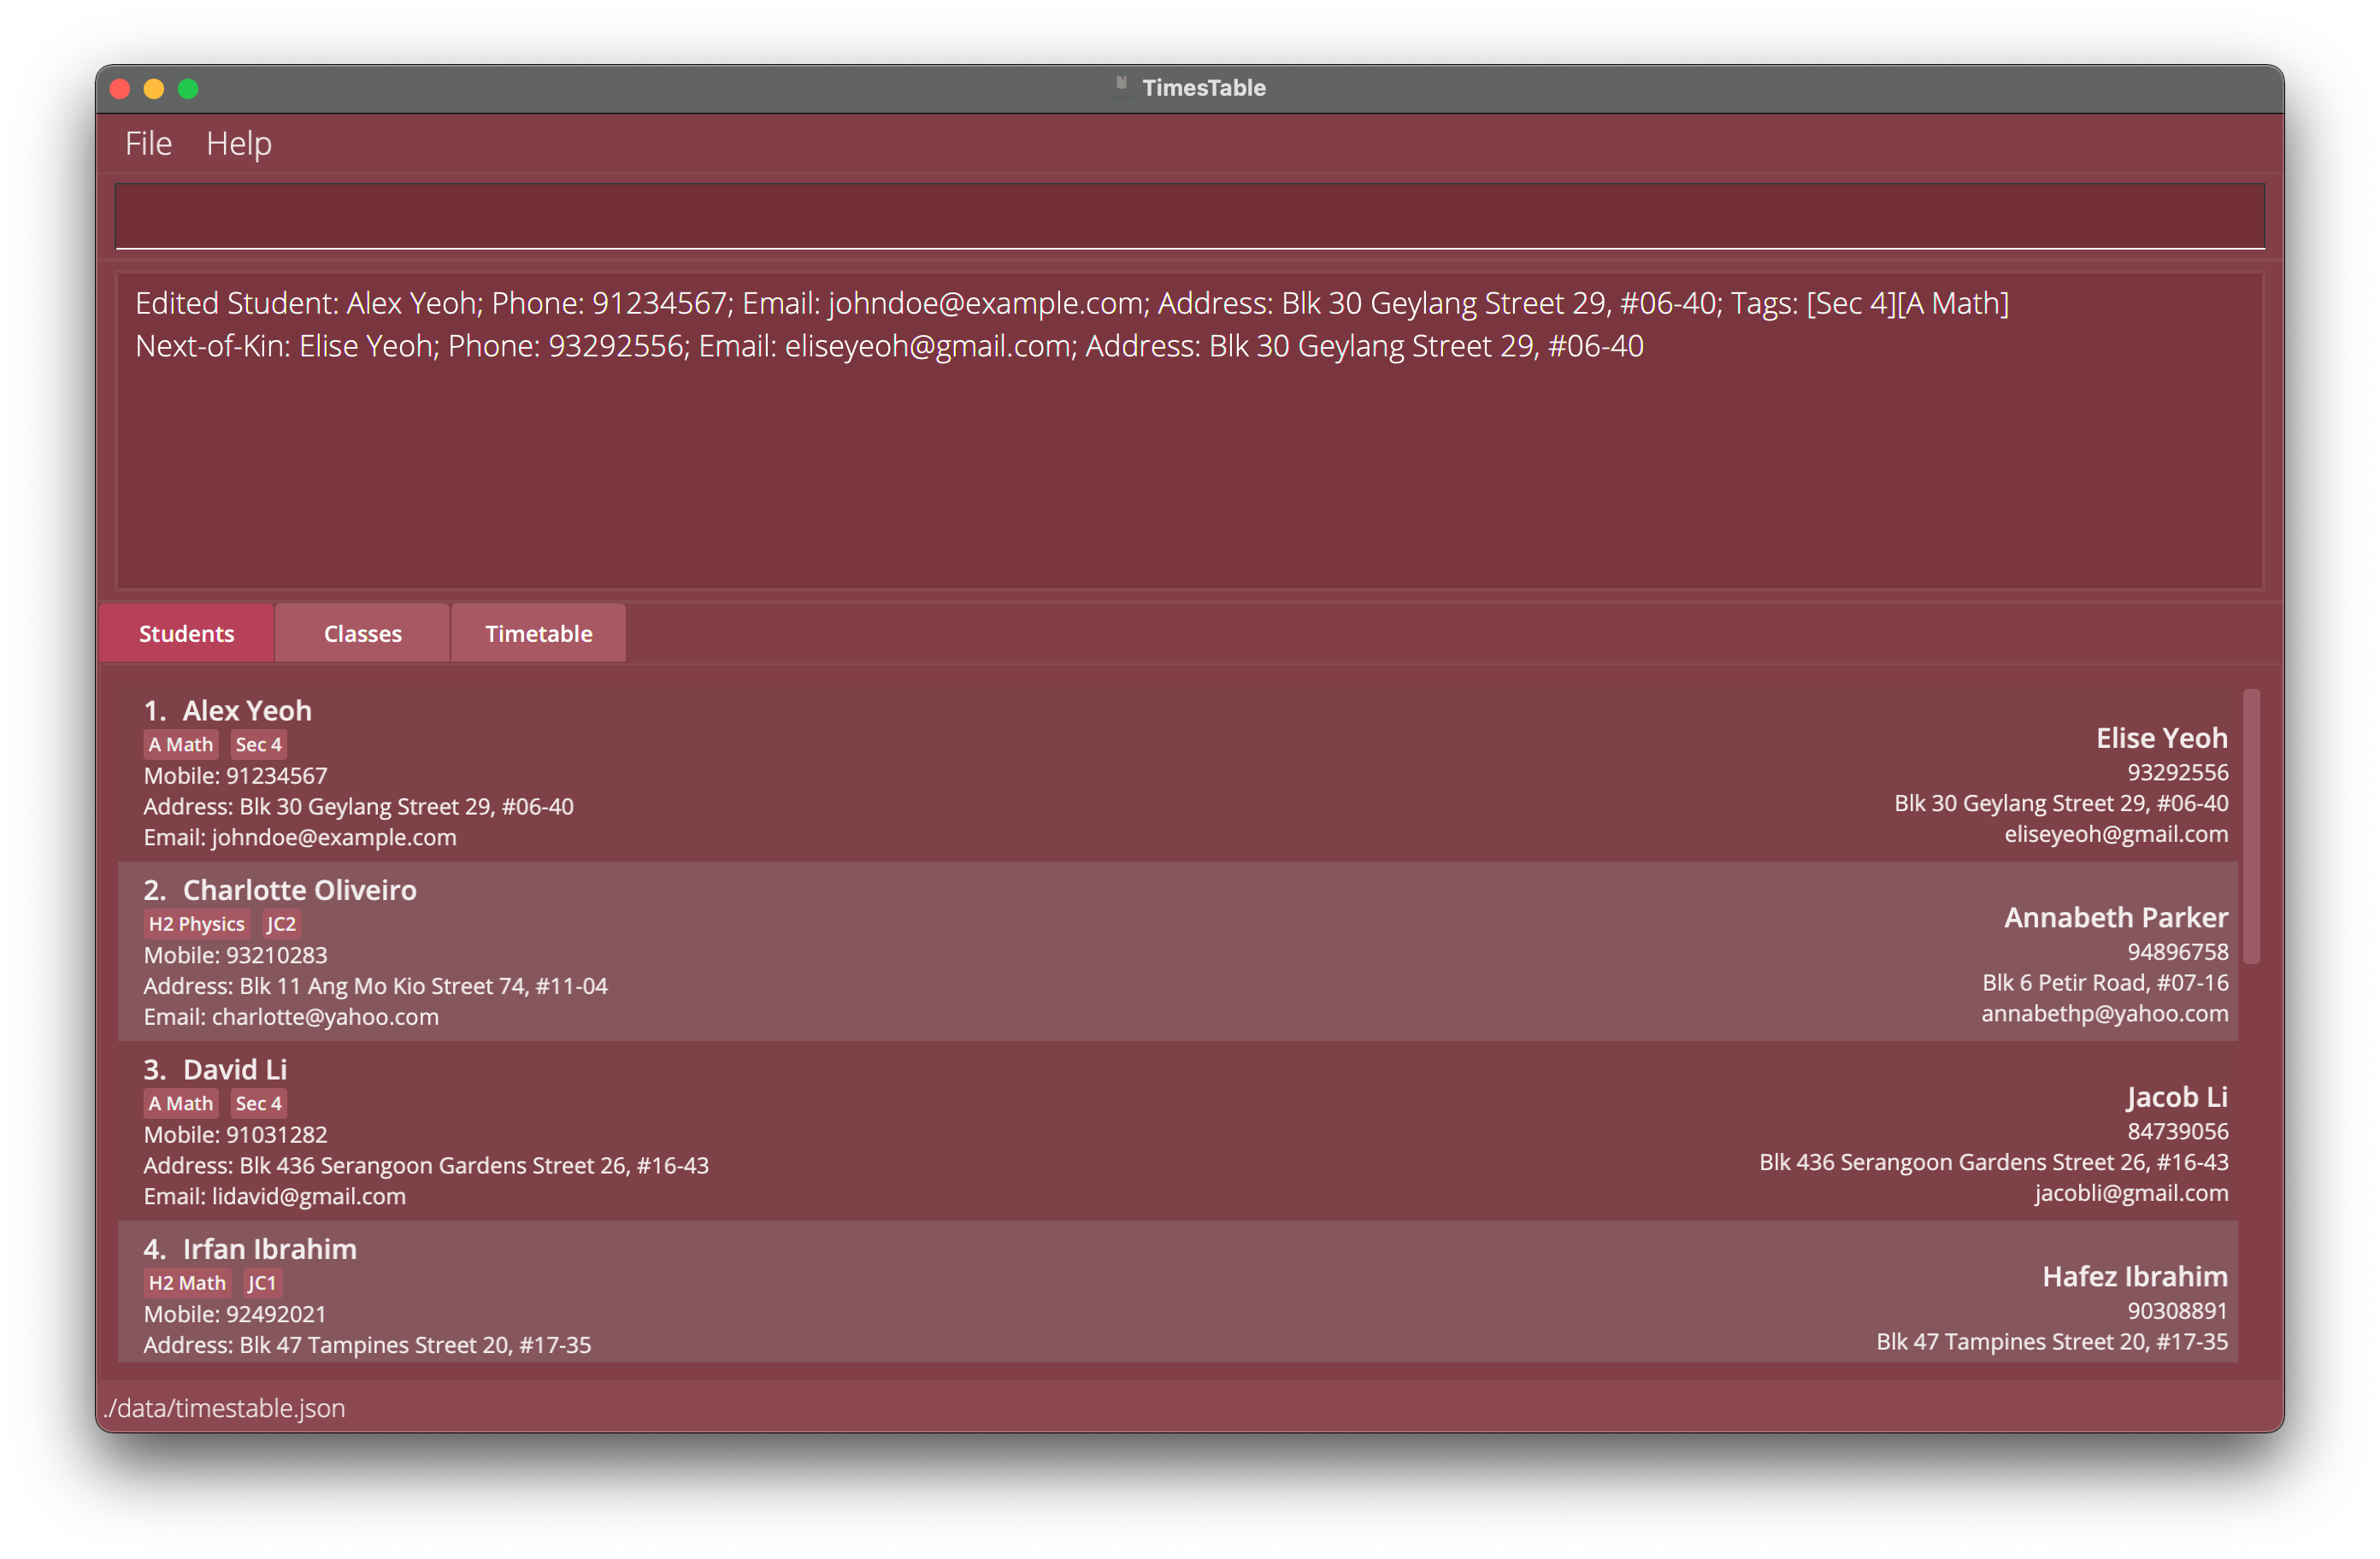 TimesTable
File Help
Edited Student: Alex Yeoh; Phone: 91234567; Email: johndoe@example.com; Address: Blk 30 Geylang Street 29, #06-40; Tags: [Sec 4][A Math]
Next-of-Kin: Elise Yeoh; Phone: 93292556; Email: eliseyeoh@gmail.com; Address: Blk 30 Geylang Street 29, #06-40
Students Classes Timetable
1. Alex Yeoh
A Math Sec 4
Mobile: 91234567
Address: Blk 30 Geylang Street 29, #06-40
Email: johndoe@example.com
Elise Yeoh
93292556
Blk 30 Geylang Street 29, #06-40
eliseyeoh@gmail.com
2. Charlotte Oliveiro
H2 Physics JC2
Mobile: 93210283
Address: Blk 11 Ang Mo Kio Street 74, #11-04
Email: charlotte@yahoo.com
Annabeth Parker
94896758
Blk 6 Petir Road, #07-16
annabethp@yahoo.com
3. David Li
A Math Sec 4
Mobile: 91031282
Address: Blk 436 Serangoon Gardens Street 26, #16-43
Email: lidavid@gmail.com
Jacob Li
84739056
Blk 436 Serangoon Gardens Street 26, #16-43
jacobli@gmail.com
4. Irfan Ibrahim
H2 Math JC1
Mobile: 92492021
Address: Blk 47 Tampines Street 20, #17-35
Hafez Ibrahim
90308891
Blk 47 Tampines Street 20, #17-35
./data/timestable.json